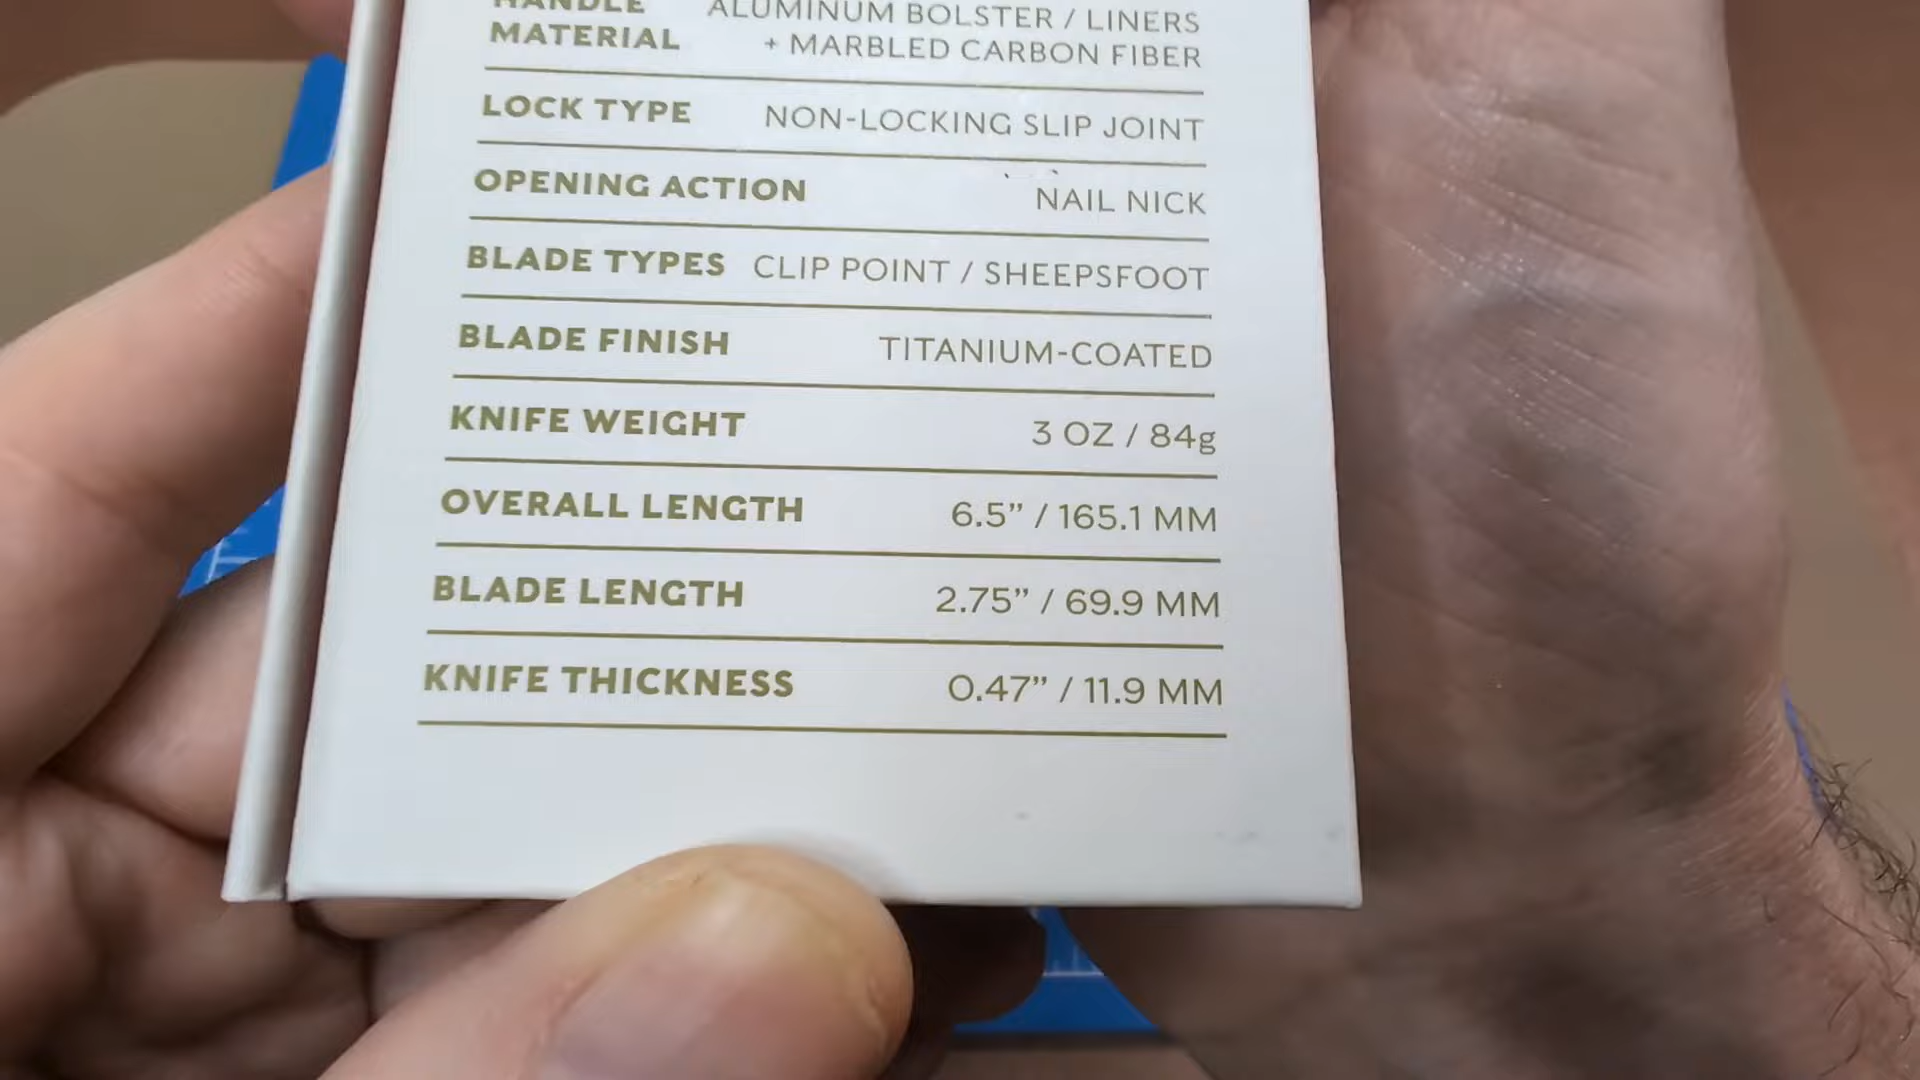 HANDLE ALUMINUM BOLSTER / LINERS
MATERIAL + MARBLED CARBON FIBER
LOCK TYPE NON-LOCKING SLIP JOINT
OPENING ACTION NAIL NICK
BLADE TYPES CLIP POINT / SHEEPSFOOT
BLADE FINISH TITANIUM-COATED
KNIFE WEIGHT 3 OZ / 84g
OVERALL LENGTH 6.5” / 165.1 MM
BLADE LENGTH 2.75” / 69.9 MM
KNIFE THICKNESS 0.47” / 11.9 MM